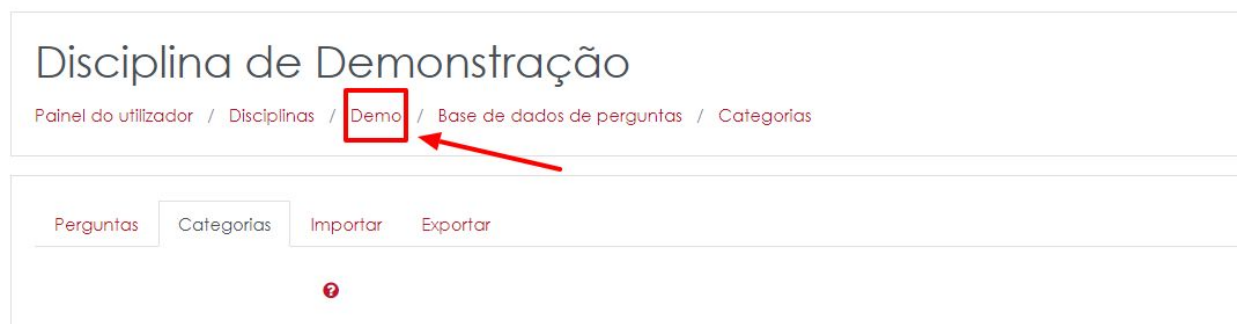 Disciplina de Demonstração
Painel do utilizador / Disciplinas / Demo / Base de dados de perguntas / Categorias
Perguntas Categorias Importar Exportar
?